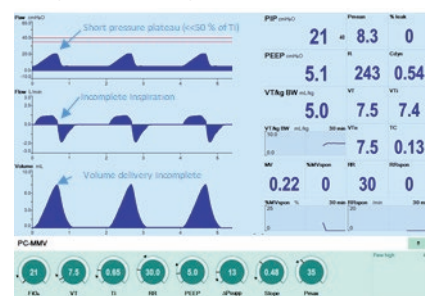 Paw cmH₂O
Short pressure plateau (<<50 % of Ti)
Flow L/min
Incomplete Inspiration
Volume mL
Volume delivery incomplete
PIP cmH₂O
21
8.3
% leak
0
PEEP cmH₂O
5.1
243
0.54
VT/kg BW mL/kg
VT
VTi
5.0
7.5
7.4
VT/kg BW mL/kg 30 min
VTe
TC
7.5
0.13
MV
%MVspon
RR
RRspon
0.22
0
30
0
%MVspon % 30 min
RRspon /min 30 min
PC-MMV
21
7.5
0.65
30.0
5.0
13
0.48
35
FiO₂
VT
Ti
RR
PEEP
ΔPsupp
Slope
Pmax